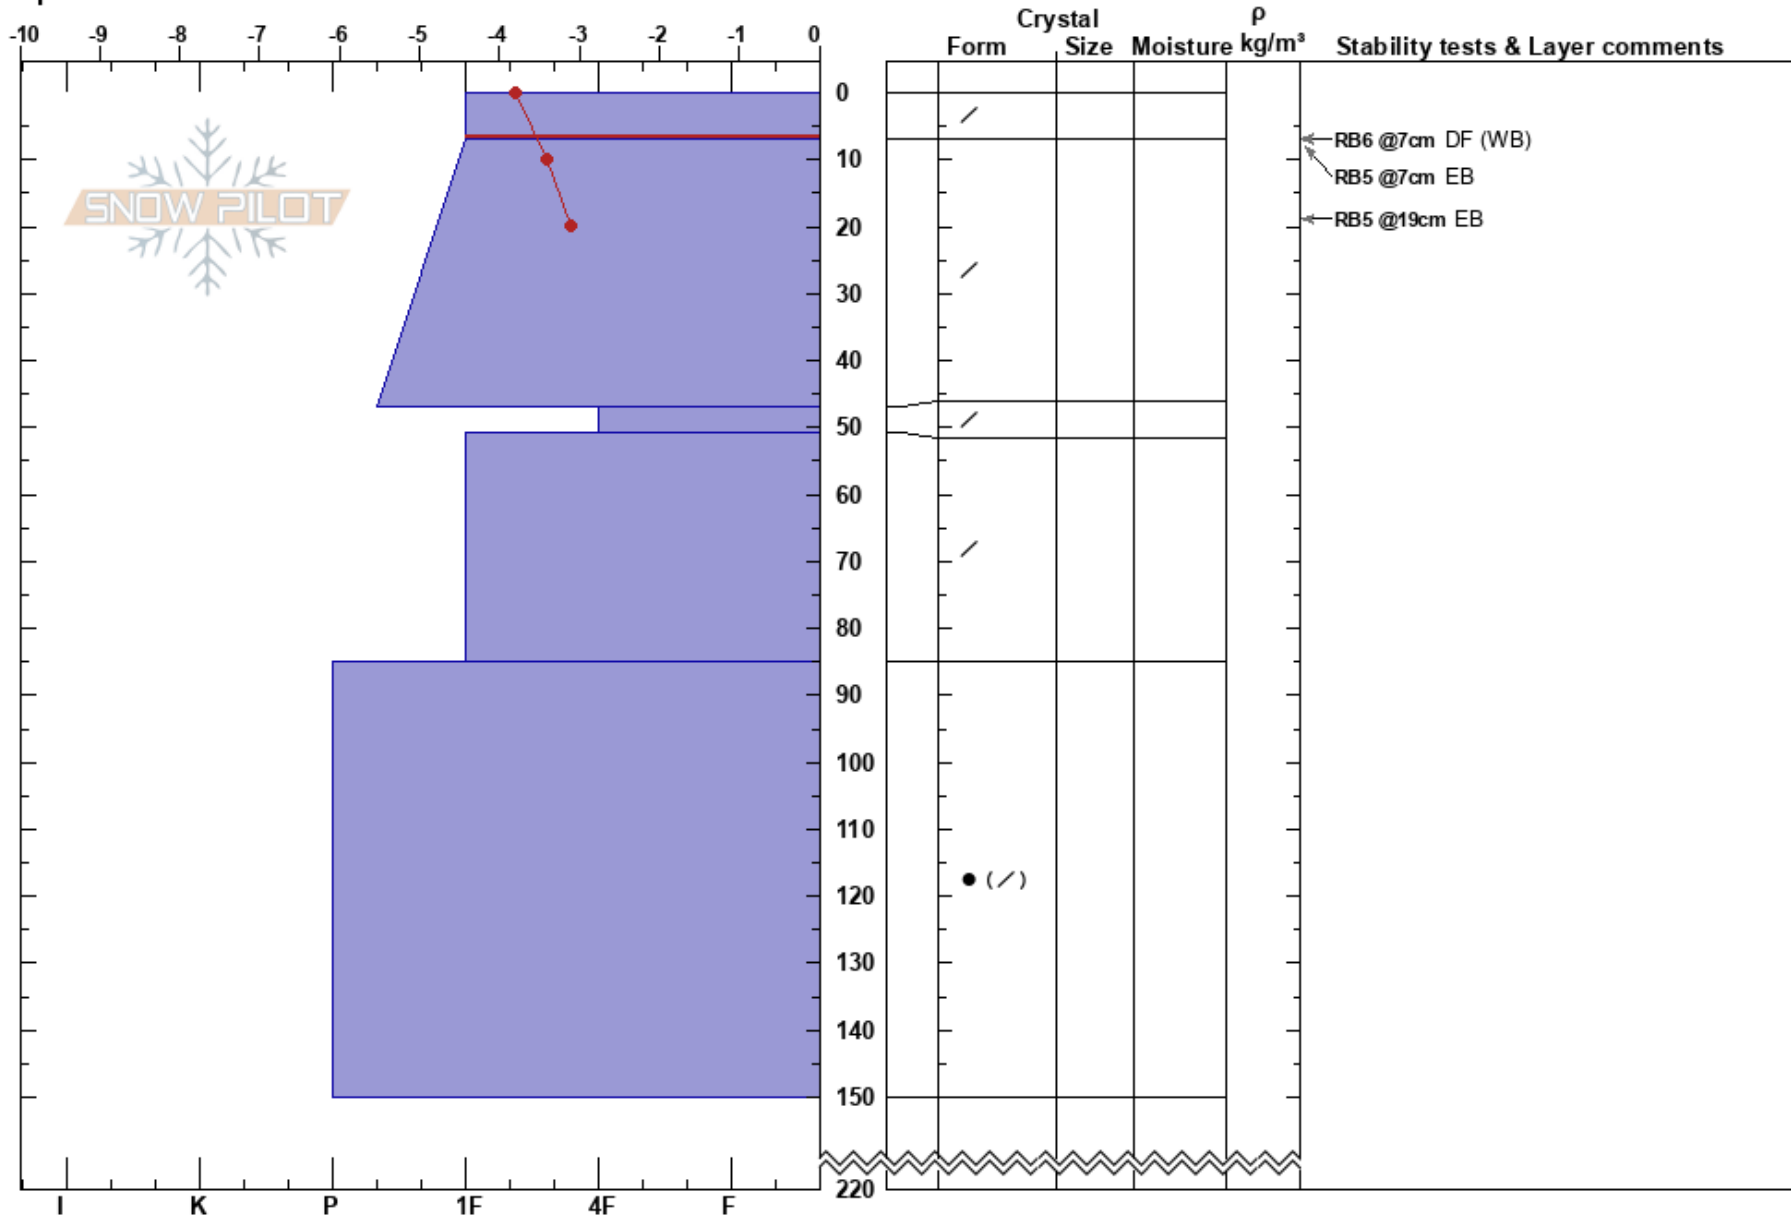 Crystal ρ
-10 -9 -8 -7 -6 -5 -4 -3 -2 -1 0 Form Size Moisture kg/m³ Stability tests & Layer comments
0
RB6 @7cm DF (WB)
10
RB5 @7cm EB
SNOW PILOT
RB5 @19cm EB
20
30
40
50
60
70
80
90
100
110
( )
120
130
140
150
220
I K P 1F 4F F